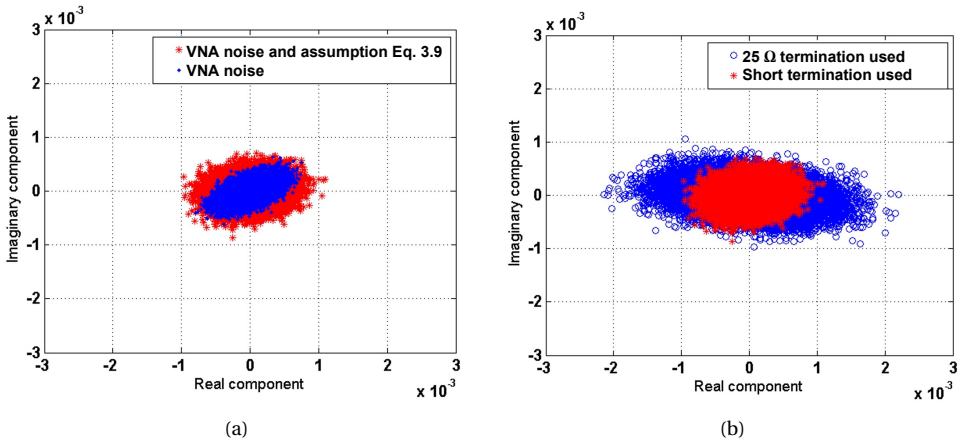 x 10⁻³
3
2
1
0
-1
-2
-3
Imaginary component
* VNA noise and assumption Eq. 3.9
VNA noise
-3 -2 -1 0 1 2 3
Real component
x 10⁻³
(a)
x 10⁻³
3
2
1
0
-1
-2
-3
Imaginary component
25 Ω termination used
* Short termination used
-3 -2 -1 0 1 2 3
Real component
x 10⁻³
(b)